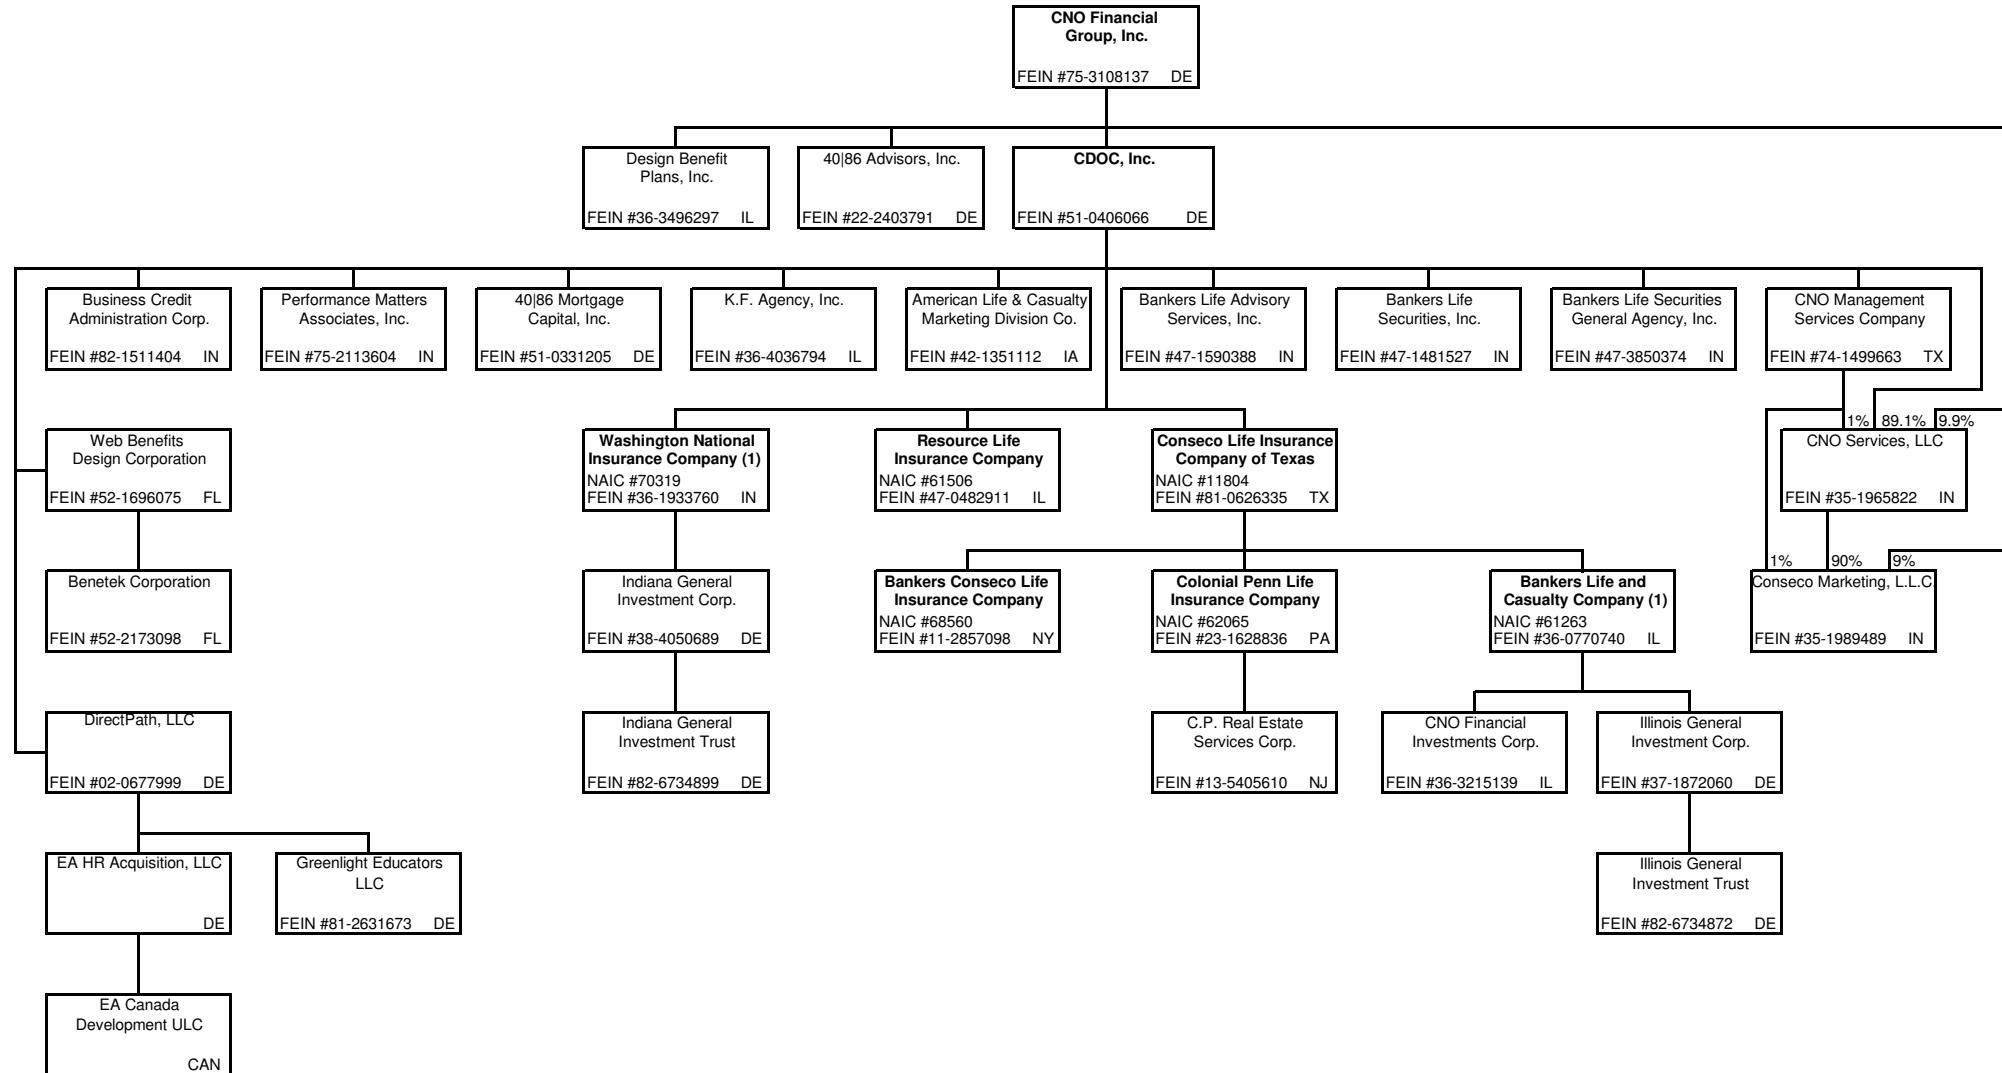 CNO Financial
Group, Inc.
FEIN #75-3108137 DE
Design Benefit
Plans, Inc.
FEIN #36-3496297 IL
40|86 Advisors, Inc.
FEIN #22-2403791 DE
CDOC, Inc.
FEIN #51-0406066 DE
Business Credit
Administration Corp.
FEIN #82-1511404 IN
Performance Matters
Associates, Inc.
FEIN #75-2113604 IN
40|86 Mortgage
Capital, Inc.
FEIN #51-0331205 DE
K.F. Agency, Inc.
FEIN #36-4036794 IL
American Life & Casualty
Marketing Division Co.
FEIN #42-1351112 IA
Bankers Life Advisory
Services, Inc.
FEIN #47-1590388 IN
Bankers Life
Securities, Inc.
FEIN #47-1481527 IN
Bankers Life Securities
General Agency, Inc.
FEIN #47-3850374 IN
CNO Management
Services Company
FEIN #74-1499663 TX
Web Benefits
Design Corporation
FEIN #52-1696075 FL
Washington National
Insurance Company (1)
NAIC #70319
FEIN #36-1933760 IN
Resource Life
Insurance Company
NAIC #61506
FEIN #47-0482911 IL
Conseco Life Insurance
Company of Texas
NAIC #11804
FEIN #81-0626335 TX
1% 89.1% 9.9%
CNO Services, LLC
FEIN #35-1965822 IN
Benetek Corporation
FEIN #52-2173098 FL
Indiana General
Investment Corp.
FEIN #38-4050689 DE
Bankers Conseco Life
Insurance Company
NAIC #68560
FEIN #11-2857098 NY
Colonial Penn Life
Insurance Company
NAIC #62065
FEIN #23-1628836 PA
Bankers Life and
Casualty Company (1)
NAIC #61263
FEIN #36-0770740 IL
1% 90% 9%
Conseco Marketing, L.L.C.
FEIN #35-1989489 IN
DirectPath, LLC
FEIN #02-0677999 DE
Indiana General
Investment Trust
FEIN #82-6734899 DE
C.P. Real Estate
Services Corp.
FEIN #13-5405610 NJ
CNO Financial
Investments Corp.
FEIN #36-3215139 IL
Illinois General
Investment Corp.
FEIN #37-1872060 DE
EA HR Acquisition, LLC
DE
Greenlight Educators
LLC
FEIN #81-2631673 DE
Illinois General
Investment Trust
FEIN #82-6734872 DE
EA Canada
Development ULC
CAN